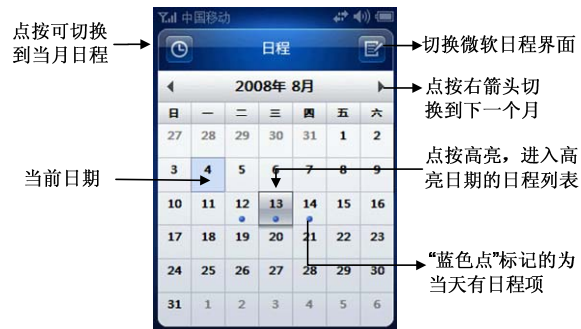 中国移动
点按可切换
到当月日程
日程
切换微软日程界面
2008年 8月
点按右箭头切
换到下一个月
日 一 二 三 四 五 六
27 28 29 30 31 1 2
3 4 5 6 7 8 9
当前日期
点按高亮，进入高
亮日期的日程列表
10 11 12 13 14 15 16
17 18 19 20 21 22 23
24 25 26 27 28 29 30
“蓝色点”标记的为
当天有日程项
31 1 2 3 4 5 6